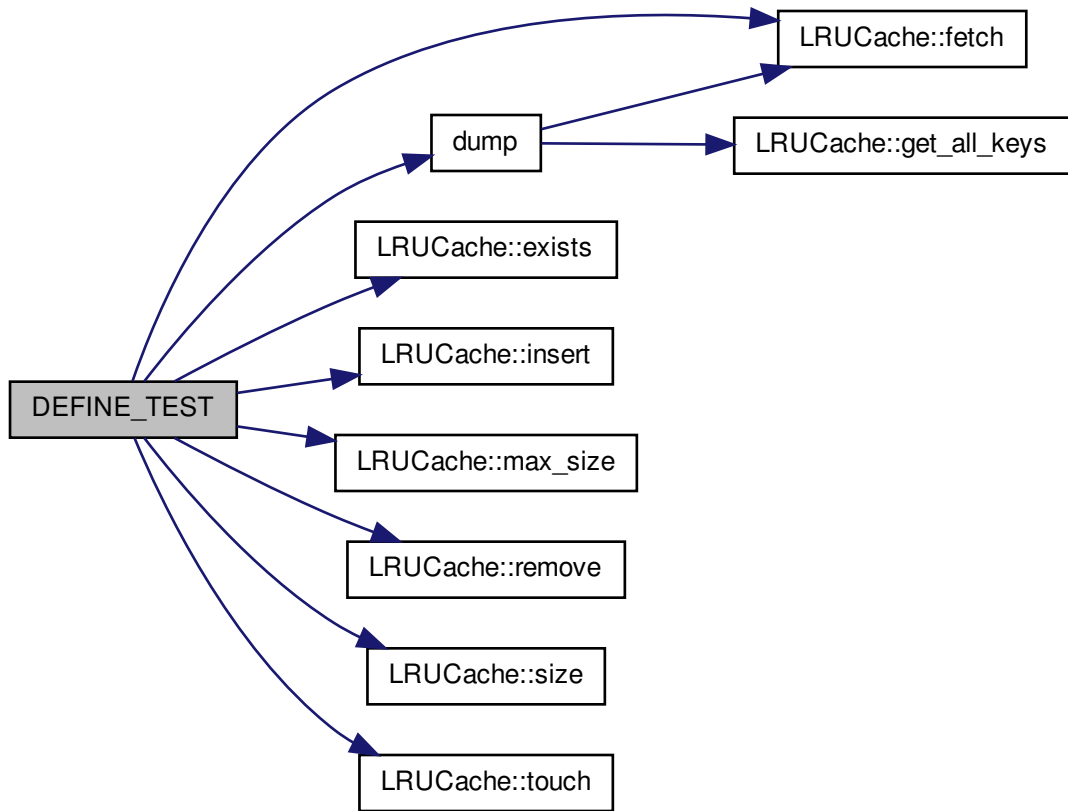 LRUCache::fetch
dump
LRUCache::get_all_keys
LRUCache::exists
LRUCache::insert
DEFINE_TEST
LRUCache::max_size
LRUCache::remove
LRUCache::size
LRUCache::touch